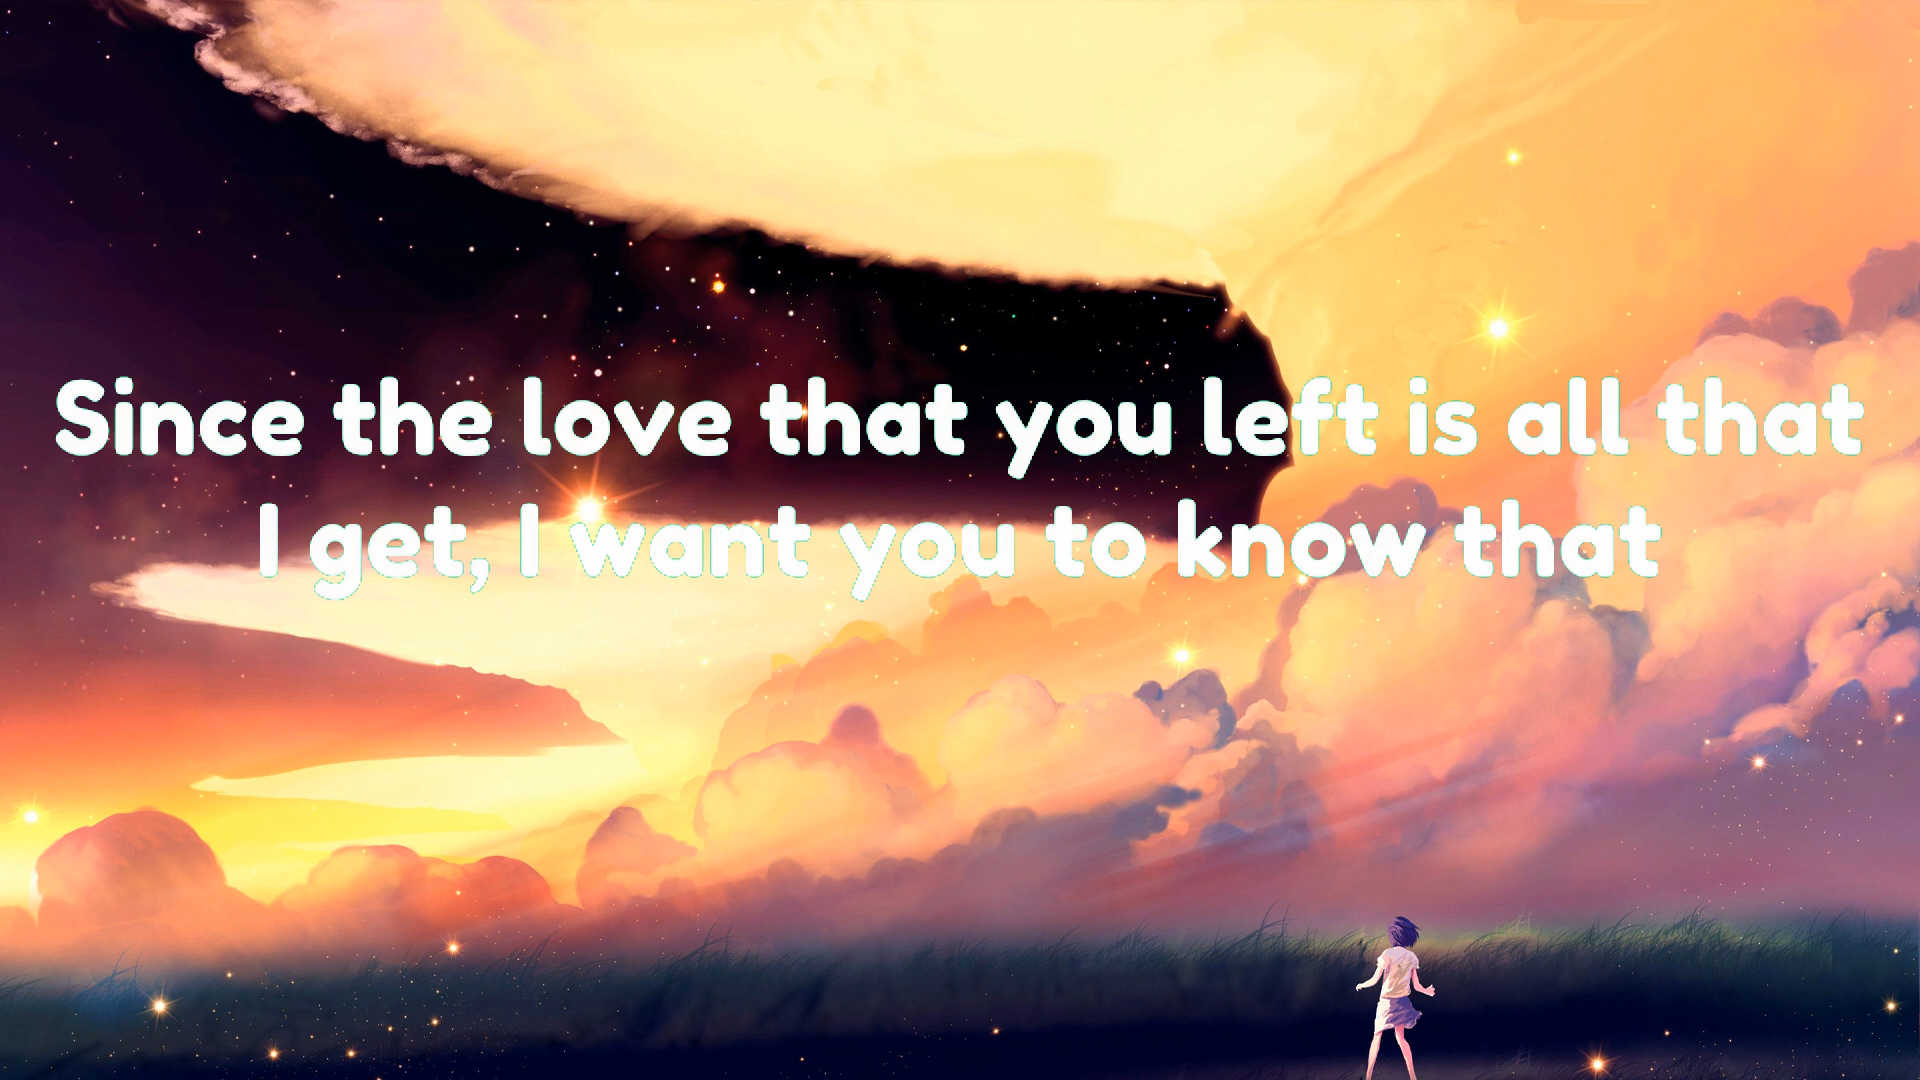 Since the love that you left is all that
I get, I want you to know that